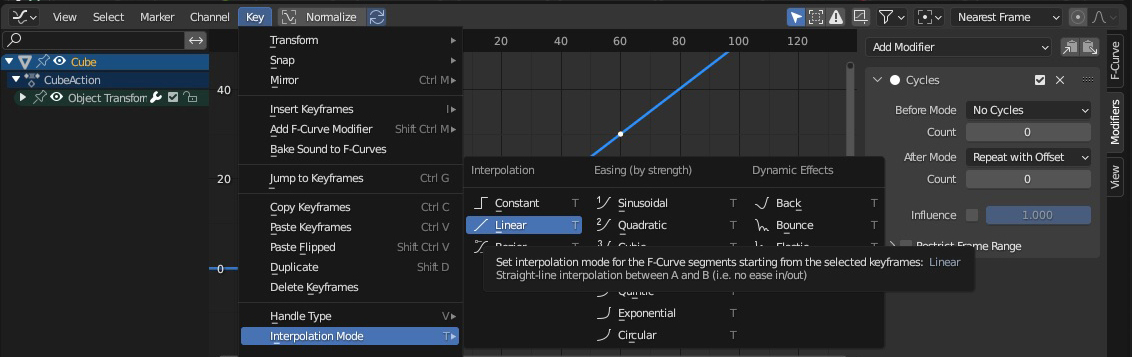 View Select Marker Channel Key Normalize Nearest Frame
Cube
CubeAction
Object Transform
40
20
0
Transform
Snap
Mirror Ctrl M
Insert Keyframes I
Add F-Curve Modifier Shift Ctrl M
Bake Sound to F-Curves
Jump to Keyframes Ctrl G
Copy Keyframes Ctrl C
Paste Keyframes Ctrl V
Paste Flipped Shift Ctrl V
Duplicate Shift D
Delete Keyframes
Handle Type V
Interpolation Mode T
20 40 60 80 100 120
Interpolation
Constant T
Linear T
Easing (by strength)
Sinusoidal T
Quadratic T
Exponential T
Circular T
Dynamic Effects
Back T
Bounce T
Set interpolation mode for the F-Curve segments starting from the selected keyframes: Linear
Straight-line interpolation between A and B (i.e. no ease in/out)
Add Modifier
Cycles
Before Mode No Cycles
Count 0
After Mode Repeat with Offset
Count 0
Influence 1.000
Restrict Frame Range
F-Curve
Modifiers
View